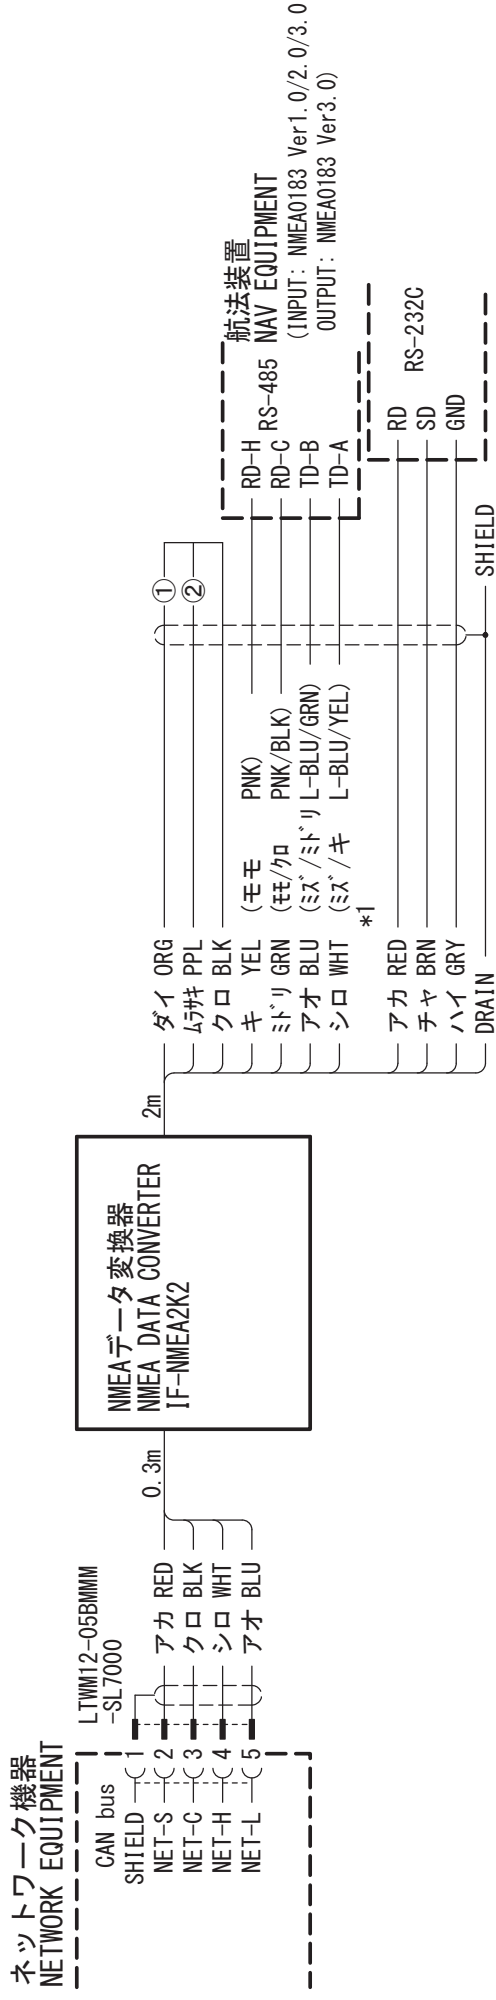 ネットワーク機器
NETWORK EQUIPMENT
CAN bus
SHIELD 1
NET-S 2
NET-C 3
NET-H 4
NET-L 5
LTWM12-05BMMM
-SL7000
アカ RED
クロ BLK
シロ WHT
アオ BLU
0.3m
NMEAデータ変換器
NMEA DATA CONVERTER
IF-NMEA2K2
2m
ダイ ORG
ムラサキ PPL
クロ BLK
キ YEL (モモ PNK)
ミドリ GRN (モモ/クロ PNK/BLK)
アオ BLU (ミズ/ミドリ L-BLU/GRN)
シロ WHT (ミズ/キ L-BLU/YEL)
*1
アカ RED
チャ BRN
ハイ GRY
DRAIN
①
②
SHIELD
航法装置
NAV EQUIPMENT
(INPUT: NMEA0183 Ver1.0/2.0/3.0
OUTPUT: NMEA0183 Ver3.0)
RS-485
RD-H
RD-C
TD-B
TD-A
RS-232C
RD
SD
GND